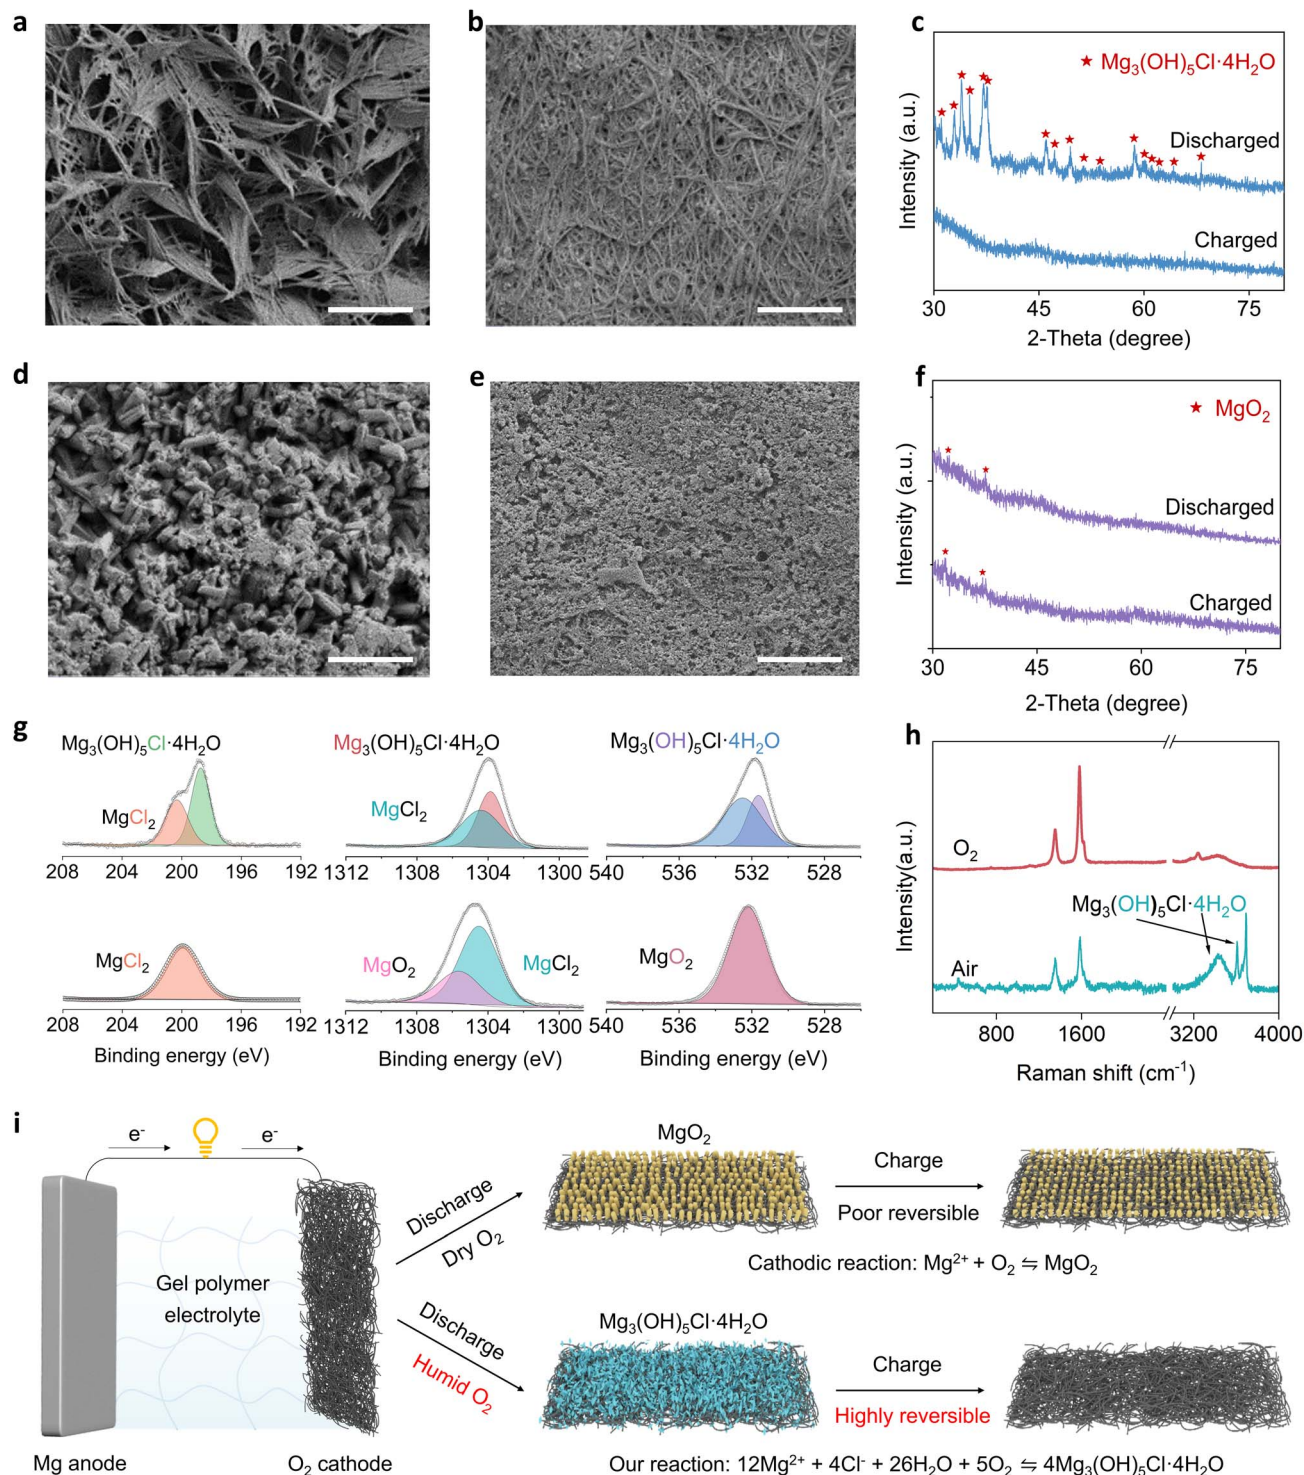 a
b
c
★ Mg₃(OH)₅Cl·4H₂O
Discharged
Charged
Intensity (a.u.)
30 45 60 75
2-Theta (degree)
d
e
f
★ MgO₂
Discharged
Charged
Intensity (a.u.)
30 45 60 75
2-Theta (degree)
g
Mg₃(OH)₅Cl·4H₂O
MgCl₂
208 204 200 196 192
Mg₃(OH)₅Cl·4H₂O
MgCl₂
1312 1308 1304 1300
Mg₃(OH)₅Cl·4H₂O
540 536 532 528
MgCl₂
208 204 200 196 192
Binding energy (eV)
MgO₂
MgCl₂
1312 1308 1304 1300
Binding energy (eV)
MgO₂
540 536 532 528
Binding energy (eV)
h
O₂
Mg₃(OH)₅Cl·4H₂O
Air
Intensity(a.u.)
800 1600 3200 4000
Raman shift (cm⁻¹)
i
e⁻ e⁻
Gel polymer
electrolyte
Mg anode
O₂ cathode
Discharge
Dry O₂
MgO₂
Charge
Poor reversible
Cathodic reaction: Mg²⁺ + O₂ ⇋ MgO₂
Discharge
Humid O₂
Mg₃(OH)₅Cl·4H₂O
Charge
Highly reversible
Our reaction: 12Mg²⁺ + 4Cl⁻ + 26H₂O + 5O₂ ⇋ 4Mg₃(OH)₅Cl·4H₂O